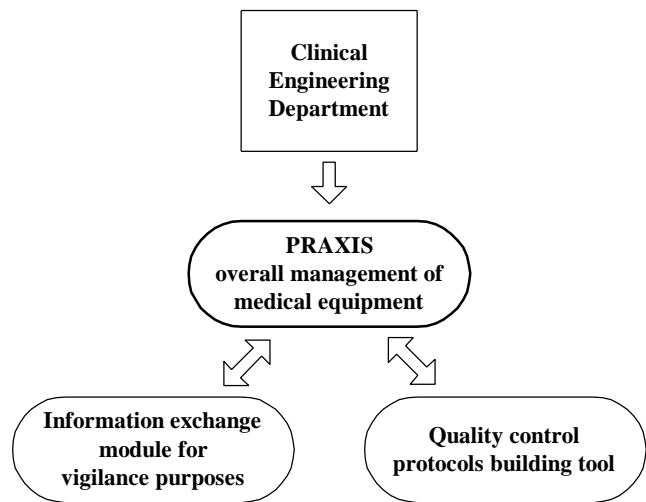 Clinical
Engineering
Department
PRAXIS
overall management of
medical equipment
Information exchange
module for
vigilance purposes
Quality control
protocols building tool